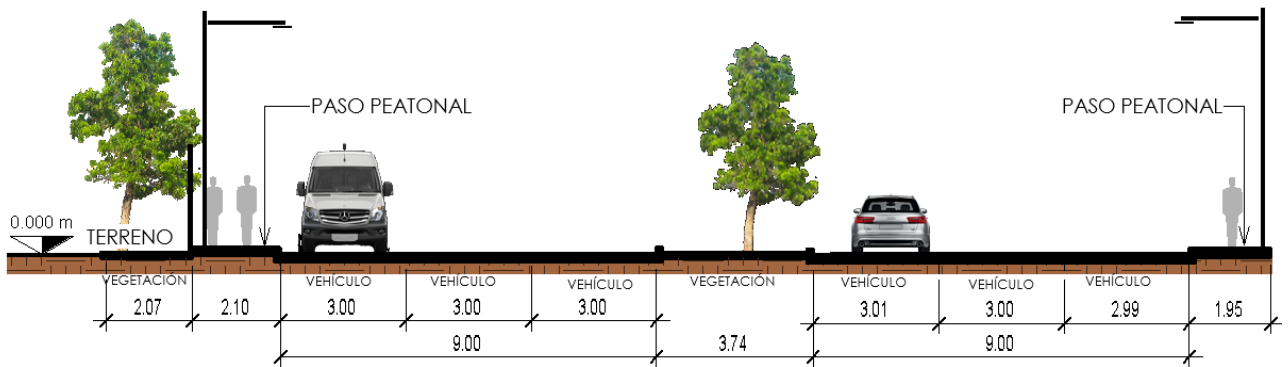 PASO PEATONAL
PASO PEATONAL
0.000 m
TERRENO
VEGETACIÓN
VEHÍCULO
VEHÍCULO
VEHÍCULO
VEGETACIÓN
VEHÍCULO
VEHÍCULO
VEHÍCULO
2.07
2.10
3.00
3.00
3.00
3.01
3.00
2.99
1.95
9.00
3.74
9.00